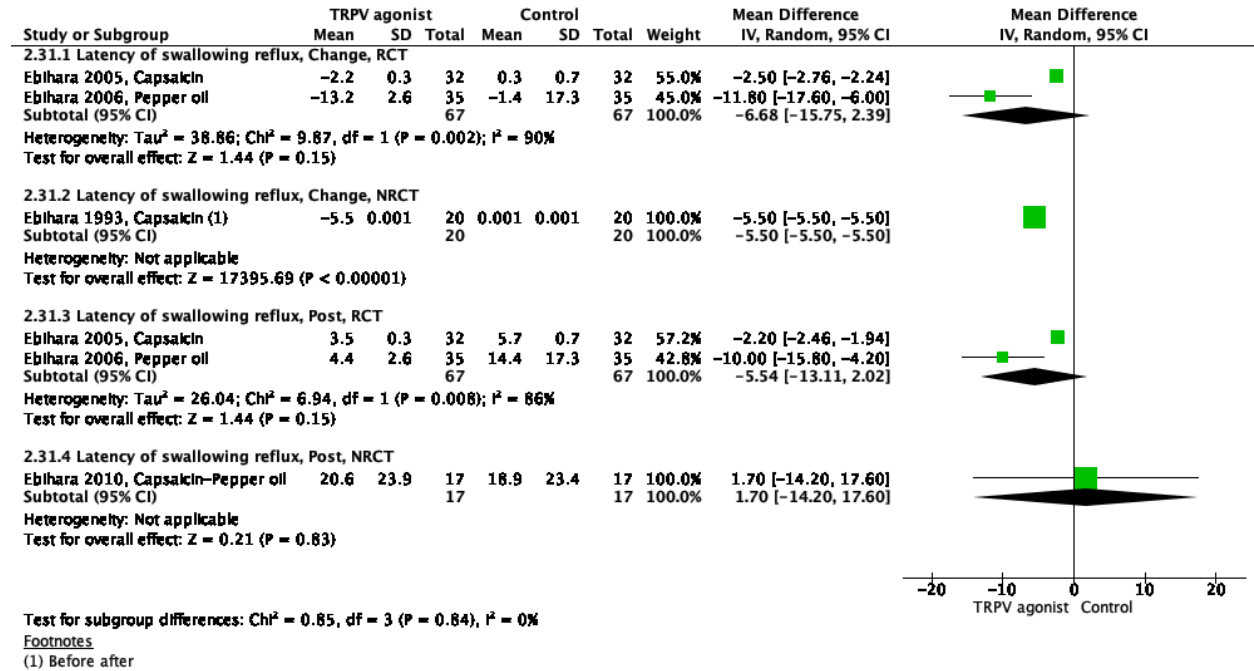 TRPV agonist Control Mean Difference Mean Difference
Study or Subgroup Mean SD Total Mean SD Total Weight IV, Random, 95% CI IV, Random, 95% CI
2.31.1 Latency of swallowing reflux, Change, RCT
Ebihara 2005, Capsaicin −2.2 0.3 32 0.3 0.7 32 55.0% −2.50 [−2.76, −2.24]
Ebihara 2006, Pepper oil −13.2 2.6 35 −1.4 17.3 35 45.0% −11.80 [−17.60, −6.00]
Subtotal (95% CI) 67 67 100.0% −6.68 [−15.75, 2.39]
Heterogeneity: Tau² = 38.86; Chi² = 9.87, df = 1 (P = 0.002); I² = 90%
Test for overall effect: Z = 1.44 (P = 0.15)
2.31.2 Latency of swallowing reflux, Change, NRCT
Ebihara 1993, Capsaicin (1) −5.5 0.001 20 0.001 0.001 20 100.0% −5.50 [−5.50, −5.50]
Subtotal (95% CI) 20 20 100.0% −5.50 [−5.50, −5.50]
Heterogeneity: Not applicable
Test for overall effect: Z = 17395.69 (P < 0.00001)
2.31.3 Latency of swallowing reflux, Post, RCT
Ebihara 2005, Capsaicin 3.5 0.3 32 5.7 0.7 32 57.2% −2.20 [−2.46, −1.94]
Ebihara 2006, Pepper oil 4.4 2.6 35 14.4 17.3 35 42.8% −10.00 [−15.80, −4.20]
Subtotal (95% CI) 67 67 100.0% −5.54 [−13.11, 2.02]
Heterogeneity: Tau² = 26.04; Chi² = 6.94, df = 1 (P = 0.008); I² = 86%
Test for overall effect: Z = 1.44 (P = 0.15)
2.31.4 Latency of swallowing reflux, Post, NRCT
Ebihara 2010, Capsaicin−Pepper oil 20.6 23.9 17 18.9 23.4 17 100.0% 1.70 [−14.20, 17.60]
Subtotal (95% CI) 17 17 100.0% 1.70 [−14.20, 17.60]
Heterogeneity: Not applicable
Test for overall effect: Z = 0.21 (P = 0.83)
−20 −10 0 10 20
TRPV agonist Control
Test for subgroup differences: Chi² = 0.85, df = 3 (P = 0.84), I² = 0%
Footnotes
(1) Before after